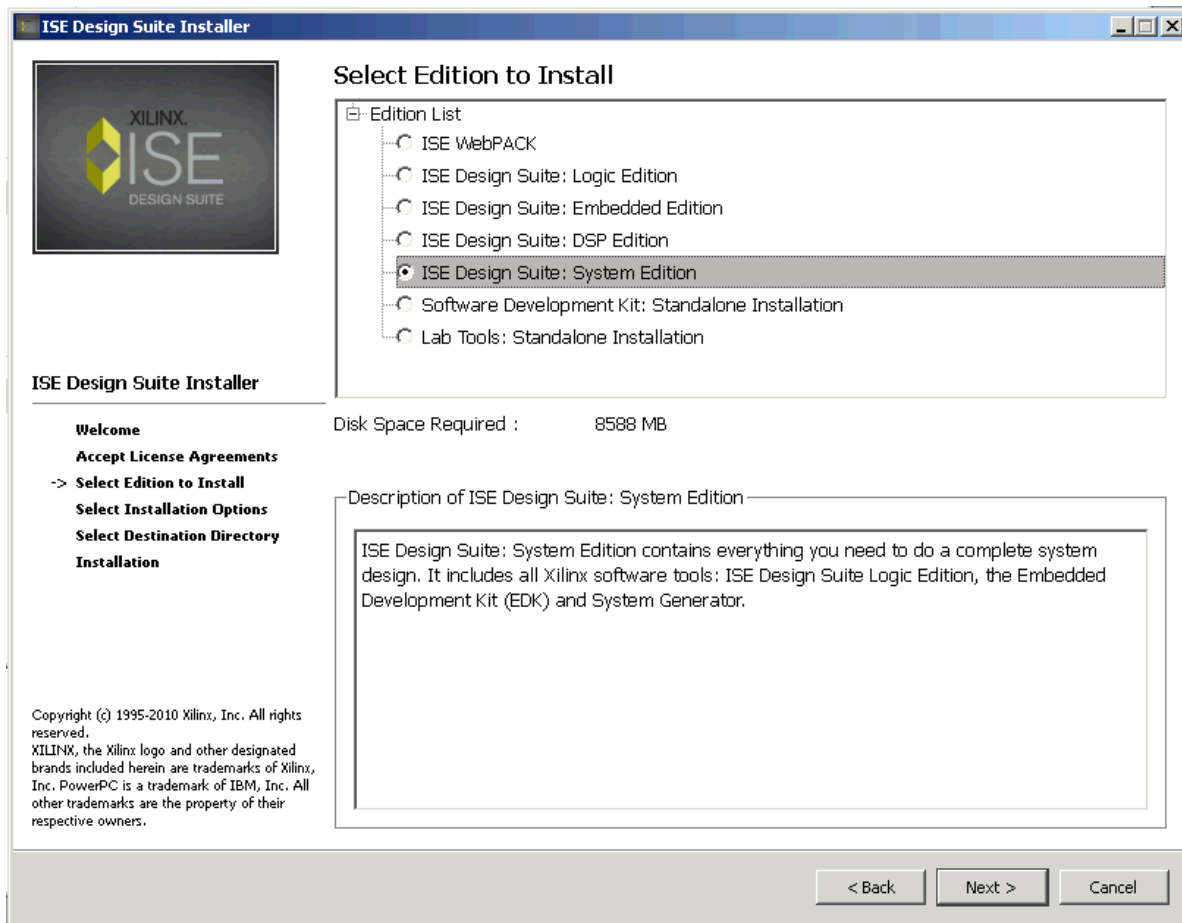 ISE Design Suite Installer
XILINX.
ISE
DESIGN SUITE
Select Edition to Install
Edition List
ISE WebPACK
ISE Design Suite: Logic Edition
ISE Design Suite: Embedded Edition
ISE Design Suite: DSP Edition
ISE Design Suite: System Edition
Software Development Kit: Standalone Installation
Lab Tools: Standalone Installation
Disk Space Required : 8588 MB
ISE Design Suite Installer
Welcome
Accept License Agreements
-> Select Edition to Install
Select Installation Options
Select Destination Directory
Installation
Description of ISE Design Suite: System Edition
ISE Design Suite: System Edition contains everything you need to do a complete system
design. It includes all Xilinx software tools: ISE Design Suite Logic Edition, the Embedded
Development Kit (EDK) and System Generator.
Copyright (c) 1995-2010 Xilinx, Inc. All rights
reserved.
XILINX, the Xilinx logo and other designated
brands included herein are trademarks of Xilinx,
Inc. PowerPC is a trademark of IBM, Inc. All
other trademarks are the property of their
respective owners.
< Back Next > Cancel